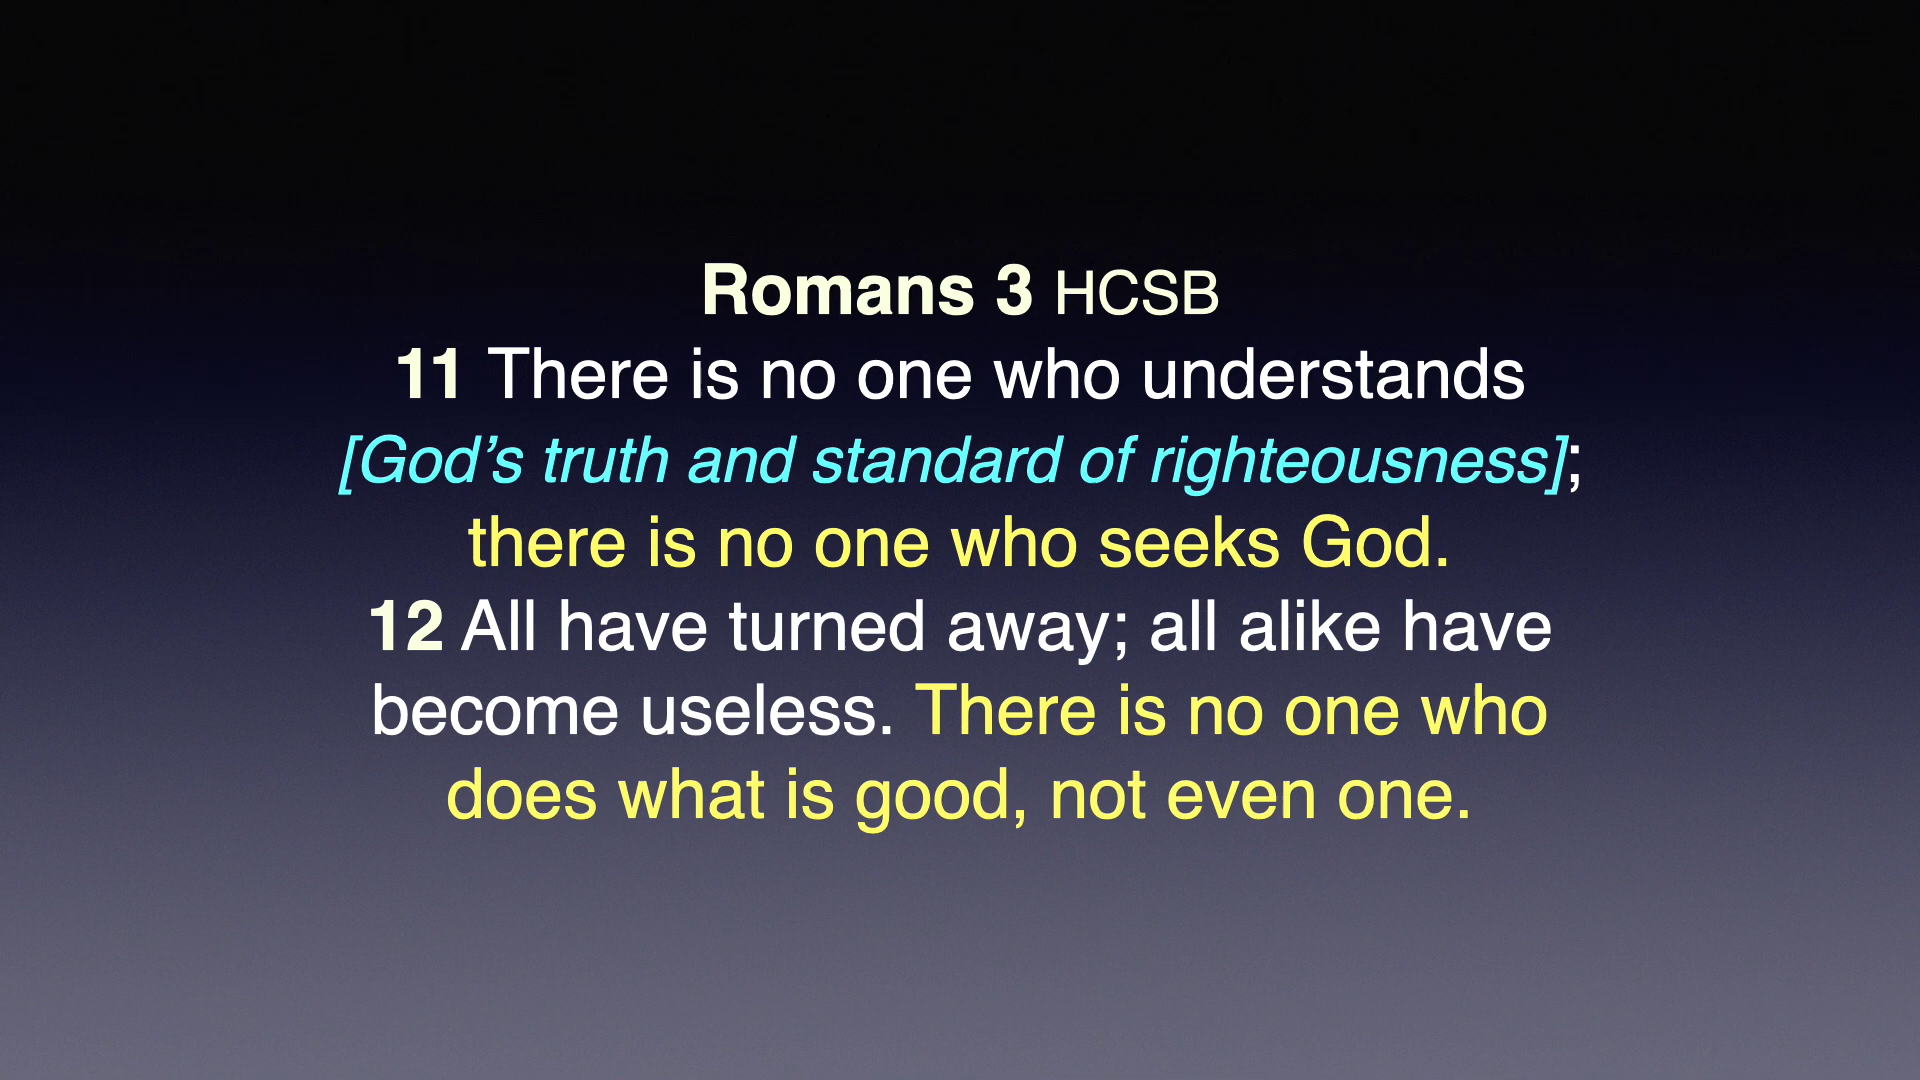 Romans 3 HCSB
11 There is no one who understands
[God’s truth and standard of righteousness];
there is no one who seeks God.
12 All have turned away; all alike have
become useless. There is no one who
does what is good, not even one.